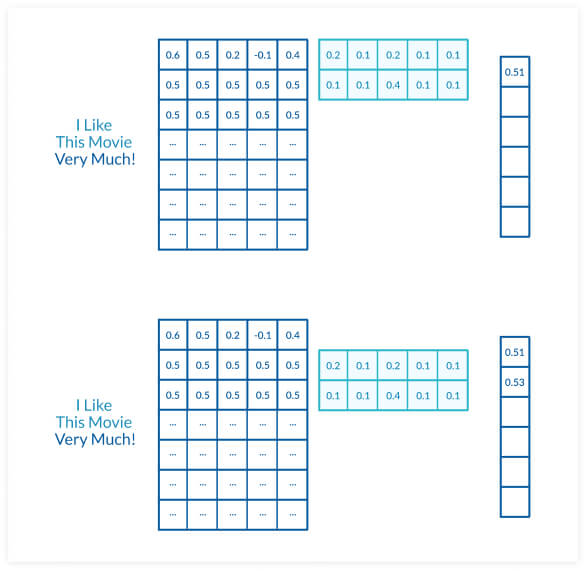 0.6 0.5 0.2 -0.1 0.4 0.2 0.1 0.2 0.1 0.1
0.51
0.5 0.5 0.5 0.5 0.5 0.1 0.1 0.4 0.1 0.1
0.5 0.5 0.5 0.5 0.5
I Like
This Movie
Very Much!
... ... ... ... ...
... ... ... ... ...
... ... ... ... ...
... ... ... ... ...
0.6 0.5 0.2 -0.1 0.4
0.51
0.5 0.5 0.5 0.5 0.5 0.2 0.1 0.2 0.1 0.1
0.53
0.5 0.5 0.5 0.5 0.5 0.1 0.1 0.4 0.1 0.1
I Like
This Movie
Very Much!
... ... ... ... ...
... ... ... ... ...
... ... ... ... ...
... ... ... ... ...